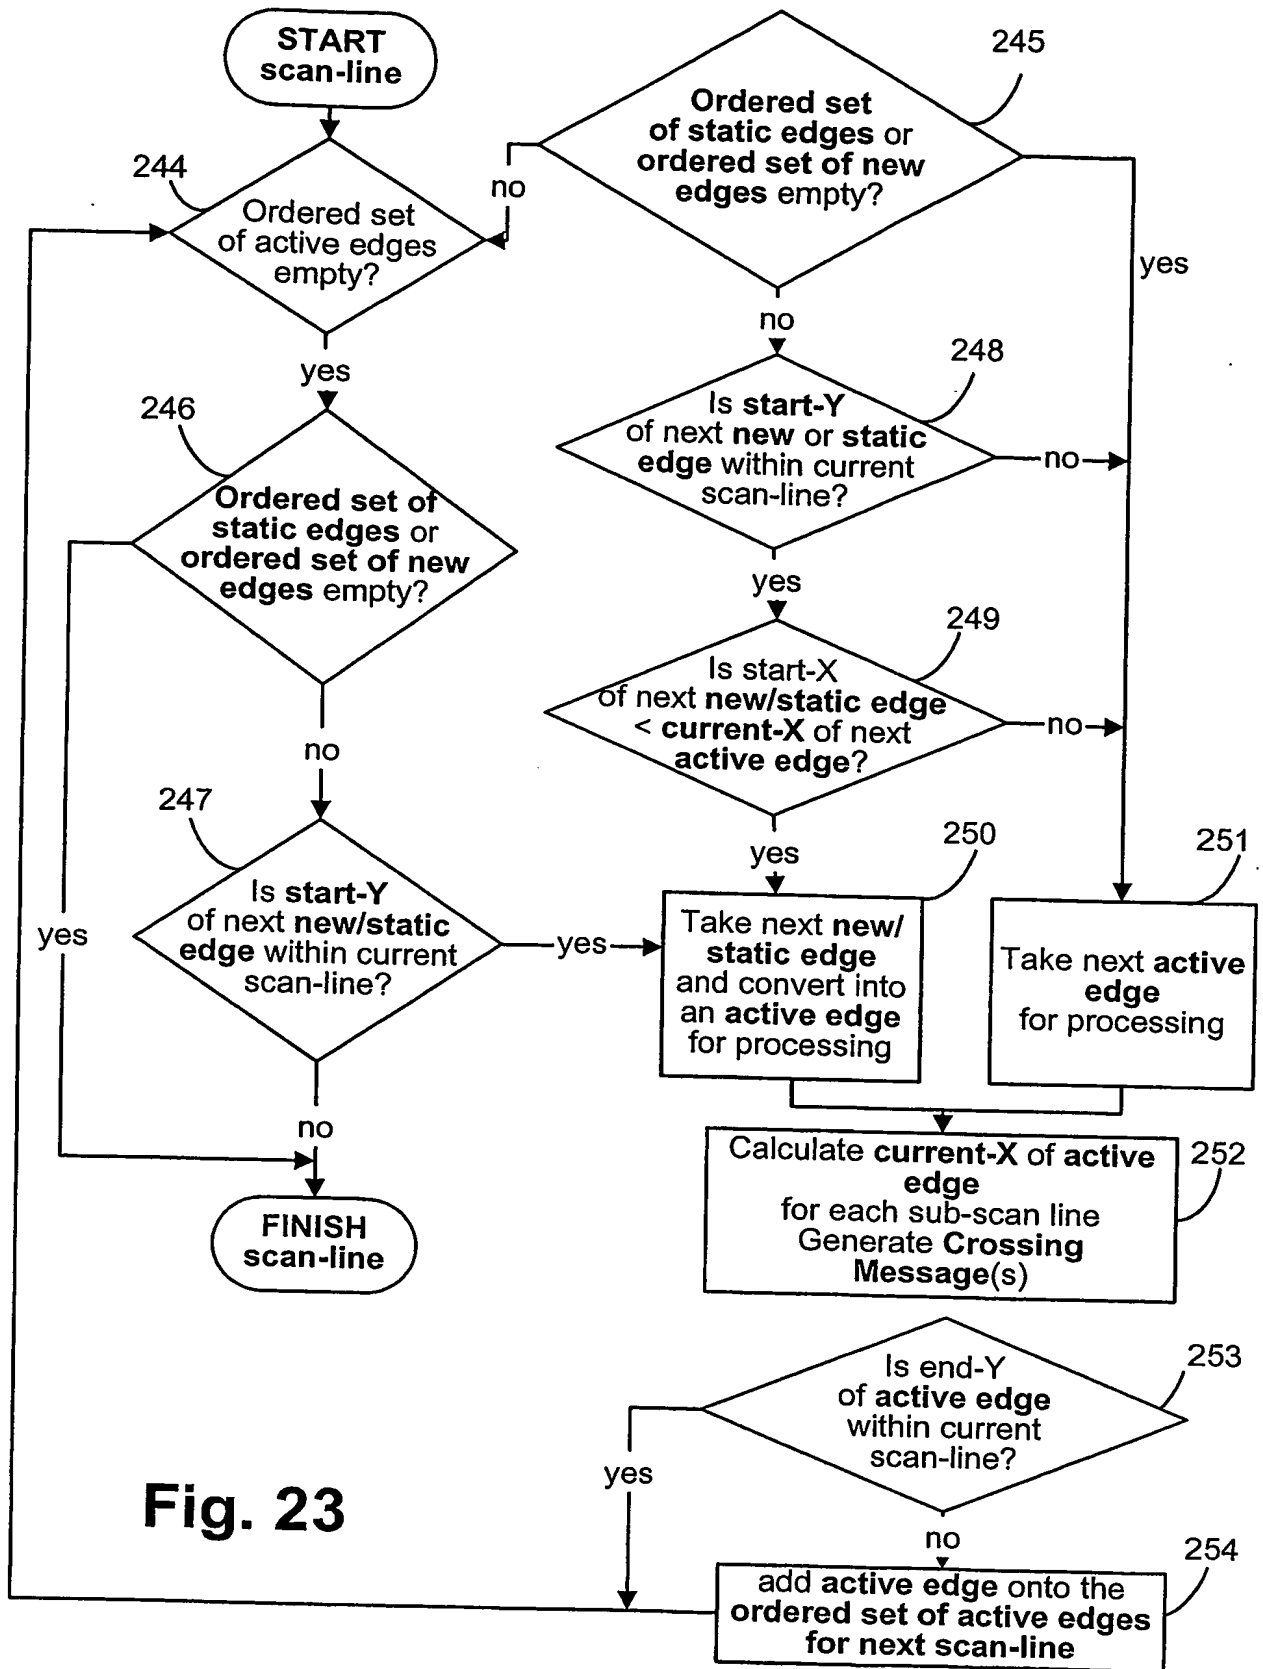 START
scan-line
244
Ordered set
of active edges
empty?
yes
246
Ordered set of
static edges or
ordered set of new
edges empty?
yes
no
247
Is start-Y
of next new/static
edge within current
scan-line?
yes
no
FINISH
scan-line
245
Ordered set
of static edges or
ordered set of new
edges empty?
no
yes
no
248
Is start-Y
of next new or static
edge within current
scan-line?
no
yes
249
Is start-X
of next new/static edge
< current-X of next
active edge?
no
yes
250
Take next new/
static edge
and convert into
an active edge
for processing
251
Take next active
edge
for processing
252
Calculate current-X of active
edge
for each sub-scan line
Generate Crossing
Message(s)
253
Is end-Y
of active edge
within current
scan-line?
yes
no
254
add active edge onto the
ordered set of active edges
for next scan-line
Fig. 23